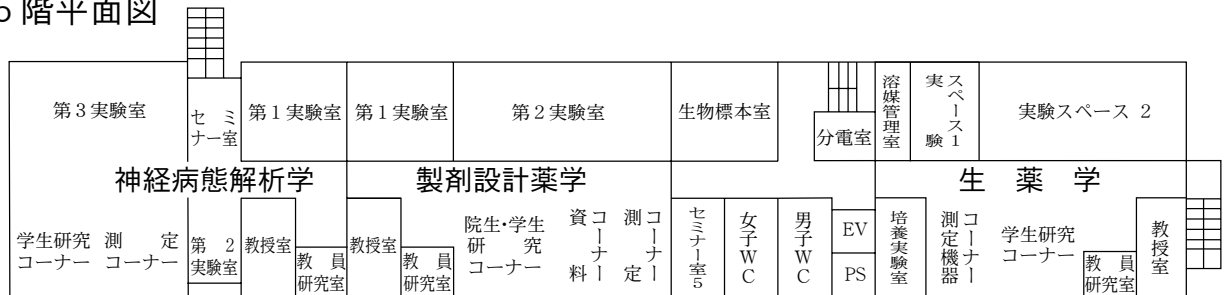 階平面図
第3実験室
セミ
ナー室
第1実験室
第1実験室
第2実験室
生物標本室
分電室
溶媒管理室
実験
スペース1
実験スペース 2
神経病態解析学
製剤設計薬学
生薬学
学生研究
コーナー
測定
コーナー
第2
実験室
教授室
教員
研究室
教授室
教員
研究室
院生・学生
研究
コーナー
資料
コーナー
測定
コーナー
セミナー室5
女子WC
男子WC
EV
PS
培養実験室
測定機器
コーナー
学生研究
コーナー
教員
研究室
教授室